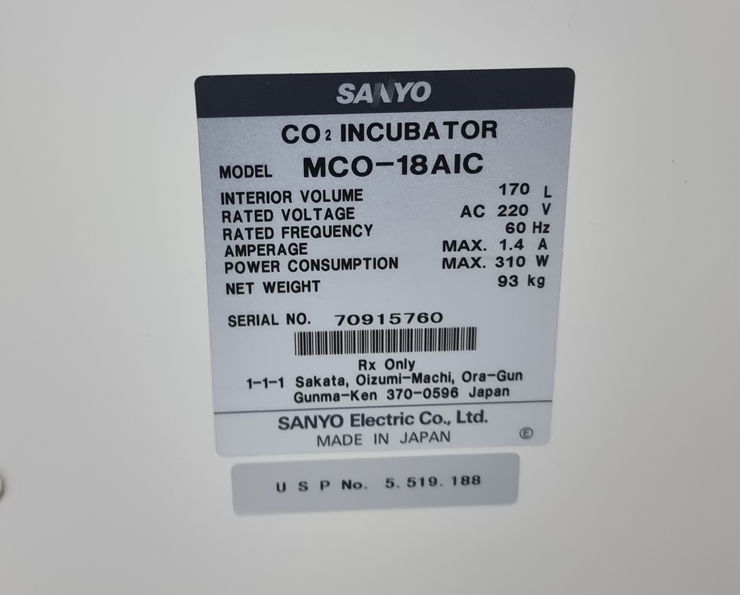 SANYO
CO2 INCUBATOR
MODEL MCO-18AIC
INTERIOR VOLUME 170 L
RATED VOLTAGE AC 220 V
RATED FREQUENCY 60 Hz
AMPERAGE MAX. 1.4 A
POWER CONSUMPTION MAX. 310 W
NET WEIGHT 93 kg
SERIAL NO. 70915760
Rx Only
1-1-1 Sakata, Oizumi-Machi, Ora-Gun
Gunma-Ken 370-0596 Japan
SANYO Electric Co., Ltd.
MADE IN JAPAN Ⓔ
U S P No. 5. 519. 188